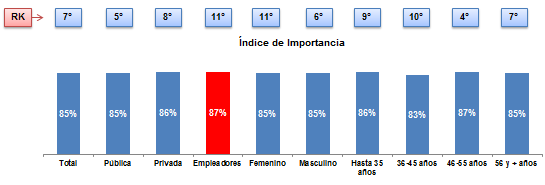 RK 7° 5° 8° 11° 11° 6° 9° 10° 4° 7°
Índice de Importancia
85% 85% 86% 87% 85% 85% 86% 83% 87% 85%
Total Pública Privada Empleadores Femenino Masculino Hasta 35 años 36-45 años 46-55 años 56 y + años